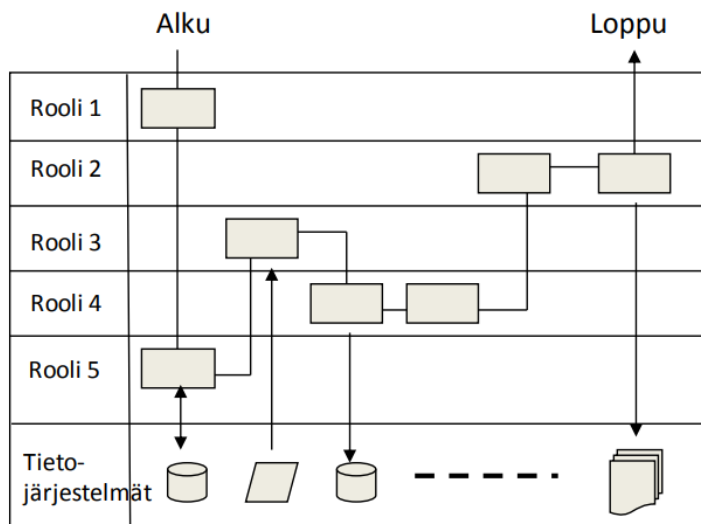 Alku
Loppu
Rooli 1
Rooli 2
Rooli 3
Rooli 4
Rooli 5
Tieto-
järjestelmät